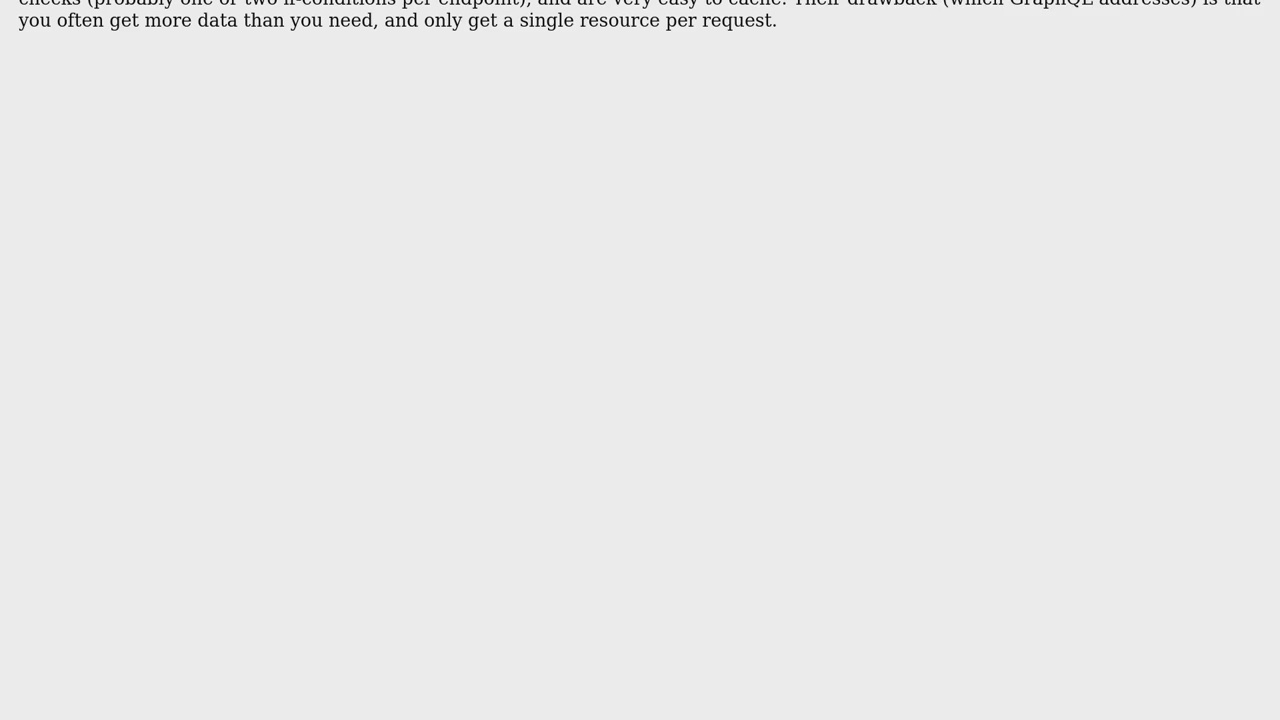 checks (probably one or two if-conditions per endpoint), and are very easy to cache. Their drawback (which GraphQL addresses) is that
you often get more data than you need, and only get a single resource per request.